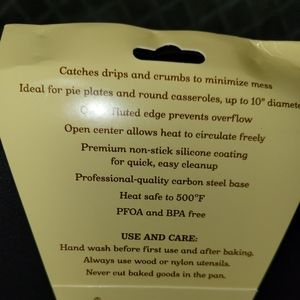 Catches drips and crumbs to minimize mess
Ideal for pie plates and round casseroles, up to 10" diamete
fluted edge prevents overflow
Open center allows heat to circulate freely
Premium non-stick silicone coating
for quick, easy cleanup
Professional-quality carbon steel base
Heat safe to 500°F
PFOA and BPA free
USE AND CARE:
Hand wash before first use and after baking.
Always use wood or nylon utensils.
Never cut baked goods in the pan.